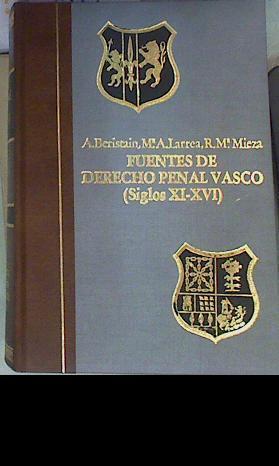 A. Beristain, Mª A. Larrea, R. Mª Mieza
FUENTES DE
DERECHO PENAL VASCO
(Siglos XI-XVI)